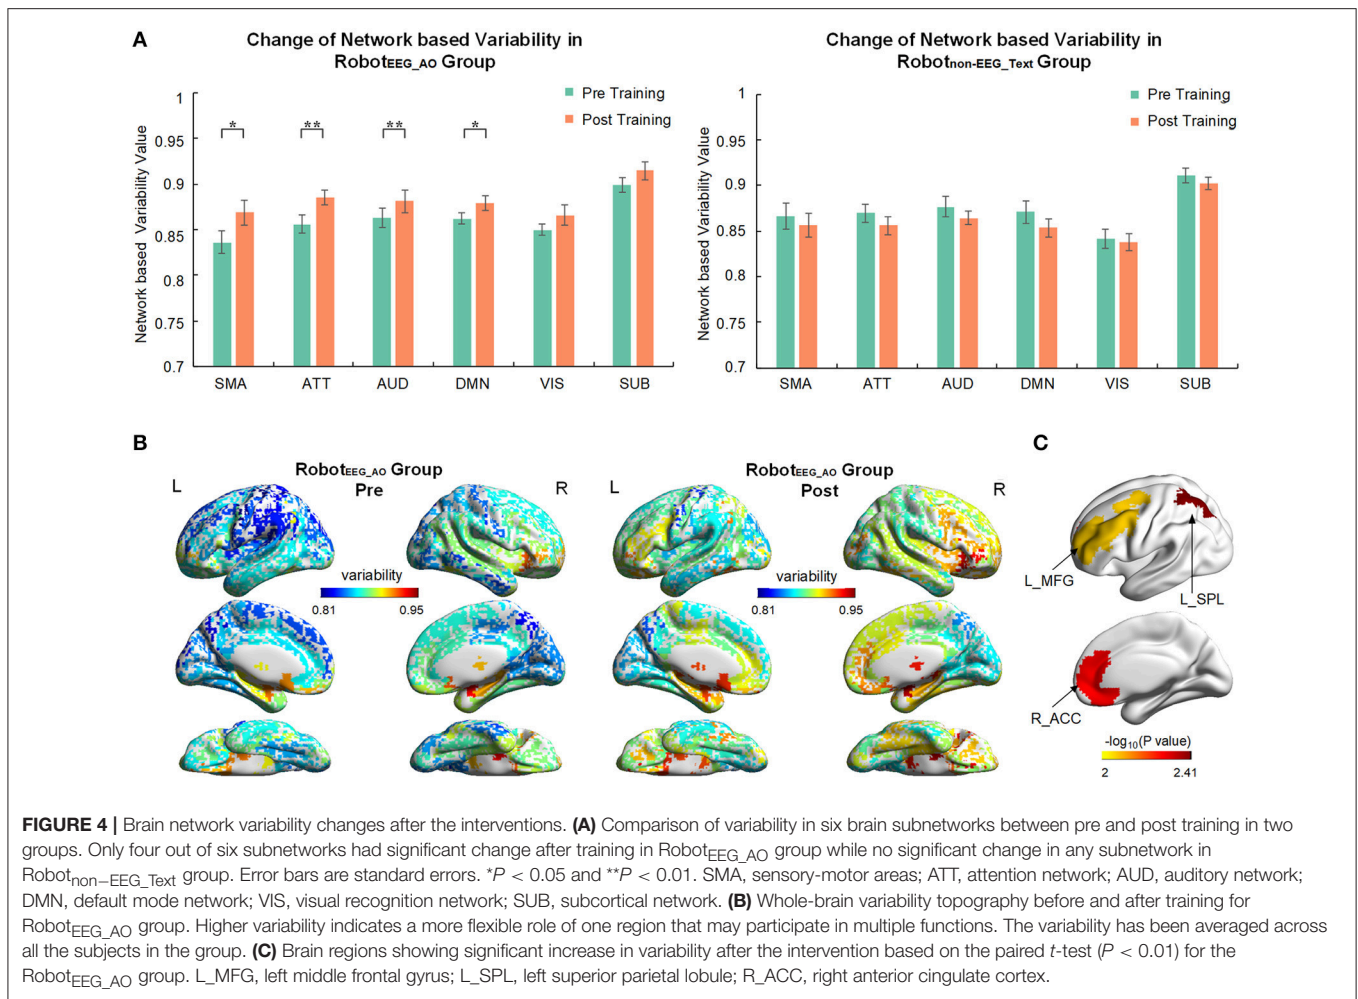 A
Change of Network based Variability in
RobotEEG_AO Group
Pre Training
Post Training
Network based Variability Value
1
0.95
0.9
0.85
0.8
0.75
0.7
*
**
**
*
SMA ATT AUD DMN VIS SUB
Change of Network based Variability in
Robotnon-EEG_Text Group
Pre Training
Post Training
Network based Variability Value
1
0.95
0.9
0.85
0.8
0.75
0.7
SMA ATT AUD DMN VIS SUB
B
RobotEEG_AO Group
Pre
L
R
variability
0.81 0.95
RobotEEG_AO Group
Post
L
R
variability
0.81 0.95
C
L_MFG
L_SPL
R_ACC
-log10(P value)
2 2.41
FIGURE 4 | Brain network variability changes after the interventions. (A) Comparison of variability in six brain subnetworks between pre and post training in two
groups. Only four out of six subnetworks had significant change after training in RobotEEG_AO group while no significant change in any subnetwork in
Robotnon−EEG_Text group. Error bars are standard errors. *P < 0.05 and **P < 0.01. SMA, sensory-motor areas; ATT, attention network; AUD, auditory network;
DMN, default mode network; VIS, visual recognition network; SUB, subcortical network. (B) Whole-brain variability topography before and after training for
RobotEEG_AO group. Higher variability indicates a more flexible role of one region that may participate in multiple functions. The variability has been averaged across
all the subjects in the group. (C) Brain regions showing significant increase in variability after the intervention based on the paired t-test (P < 0.01) for the
RobotEEG_AO group. L_MFG, left middle frontal gyrus; L_SPL, left superior parietal lobule; R_ACC, right anterior cingulate cortex.